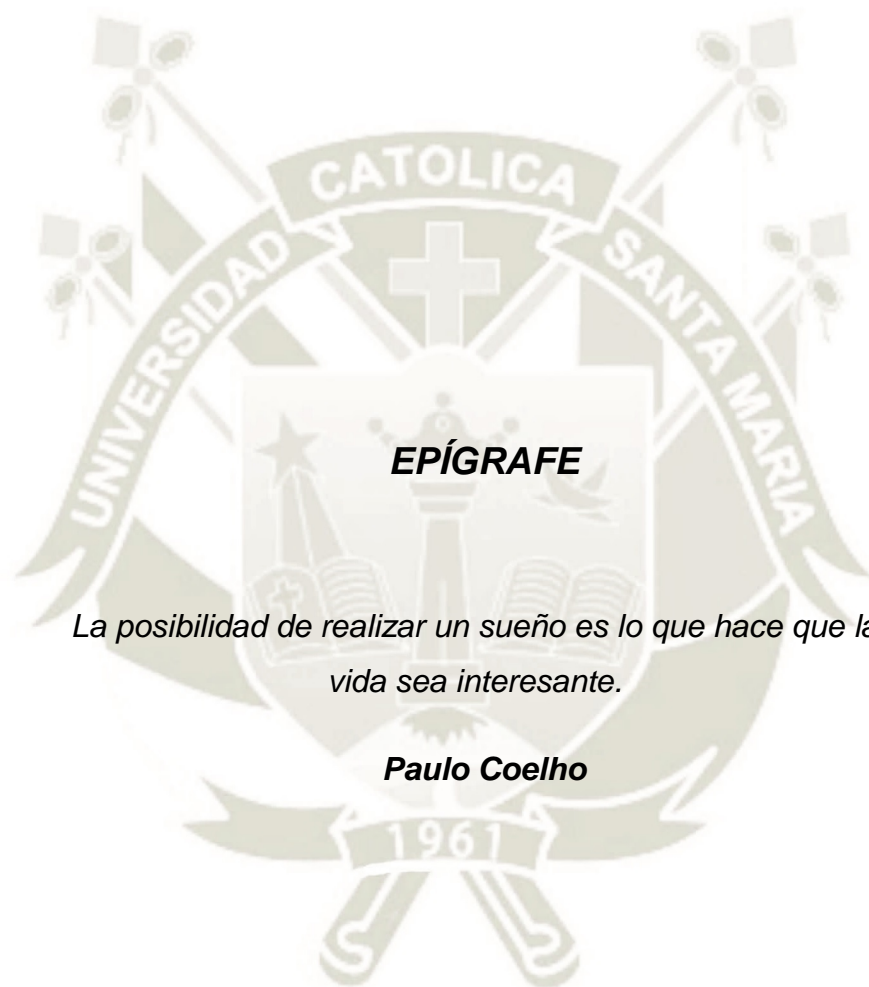 CATOLICA
UNIVERSIDAD
SANTA MARIA
EPÍGRAFE
La posibilidad de realizar un sueño es lo que hace que la
vida sea interesante.
Paulo Coelho
1961